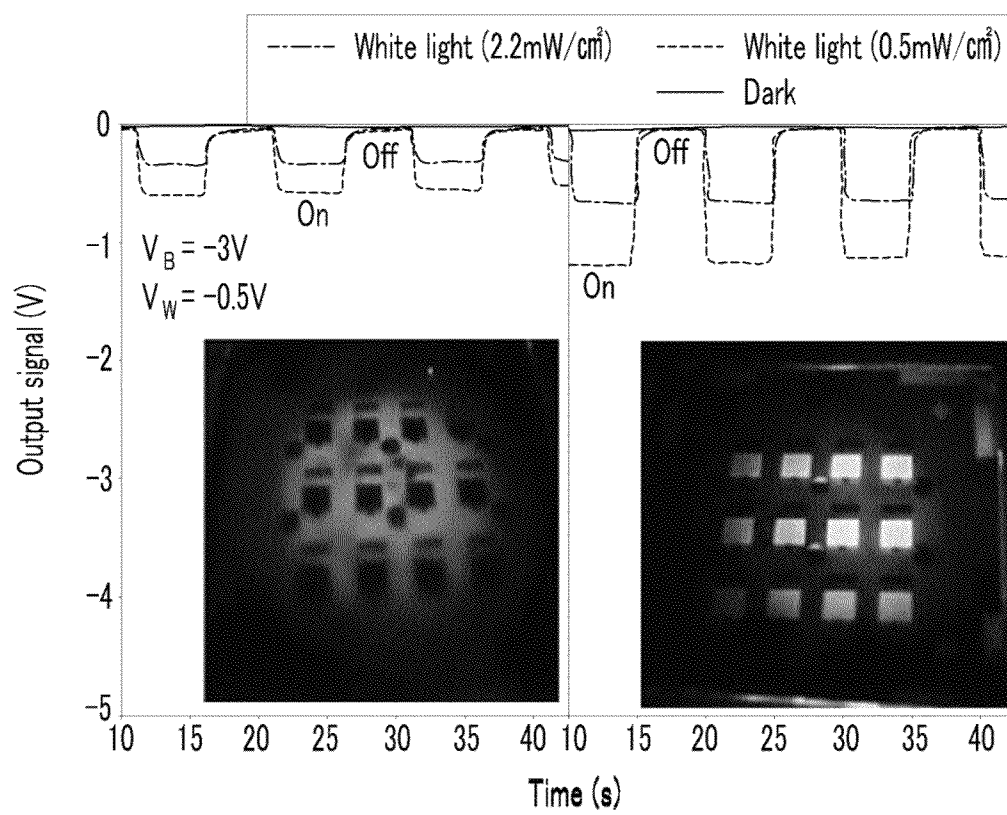 White light (2.2mW/cm²) White light (0.5mW/cm²)
Dark
0
Off
Off
On
-1
V_B = -3V
On
V_W = -0.5V
Output signal (V)
-2
-3
-4
-5
10 15 20 25 30 35 40 10 15 20 25 30 35 40
Time (s)